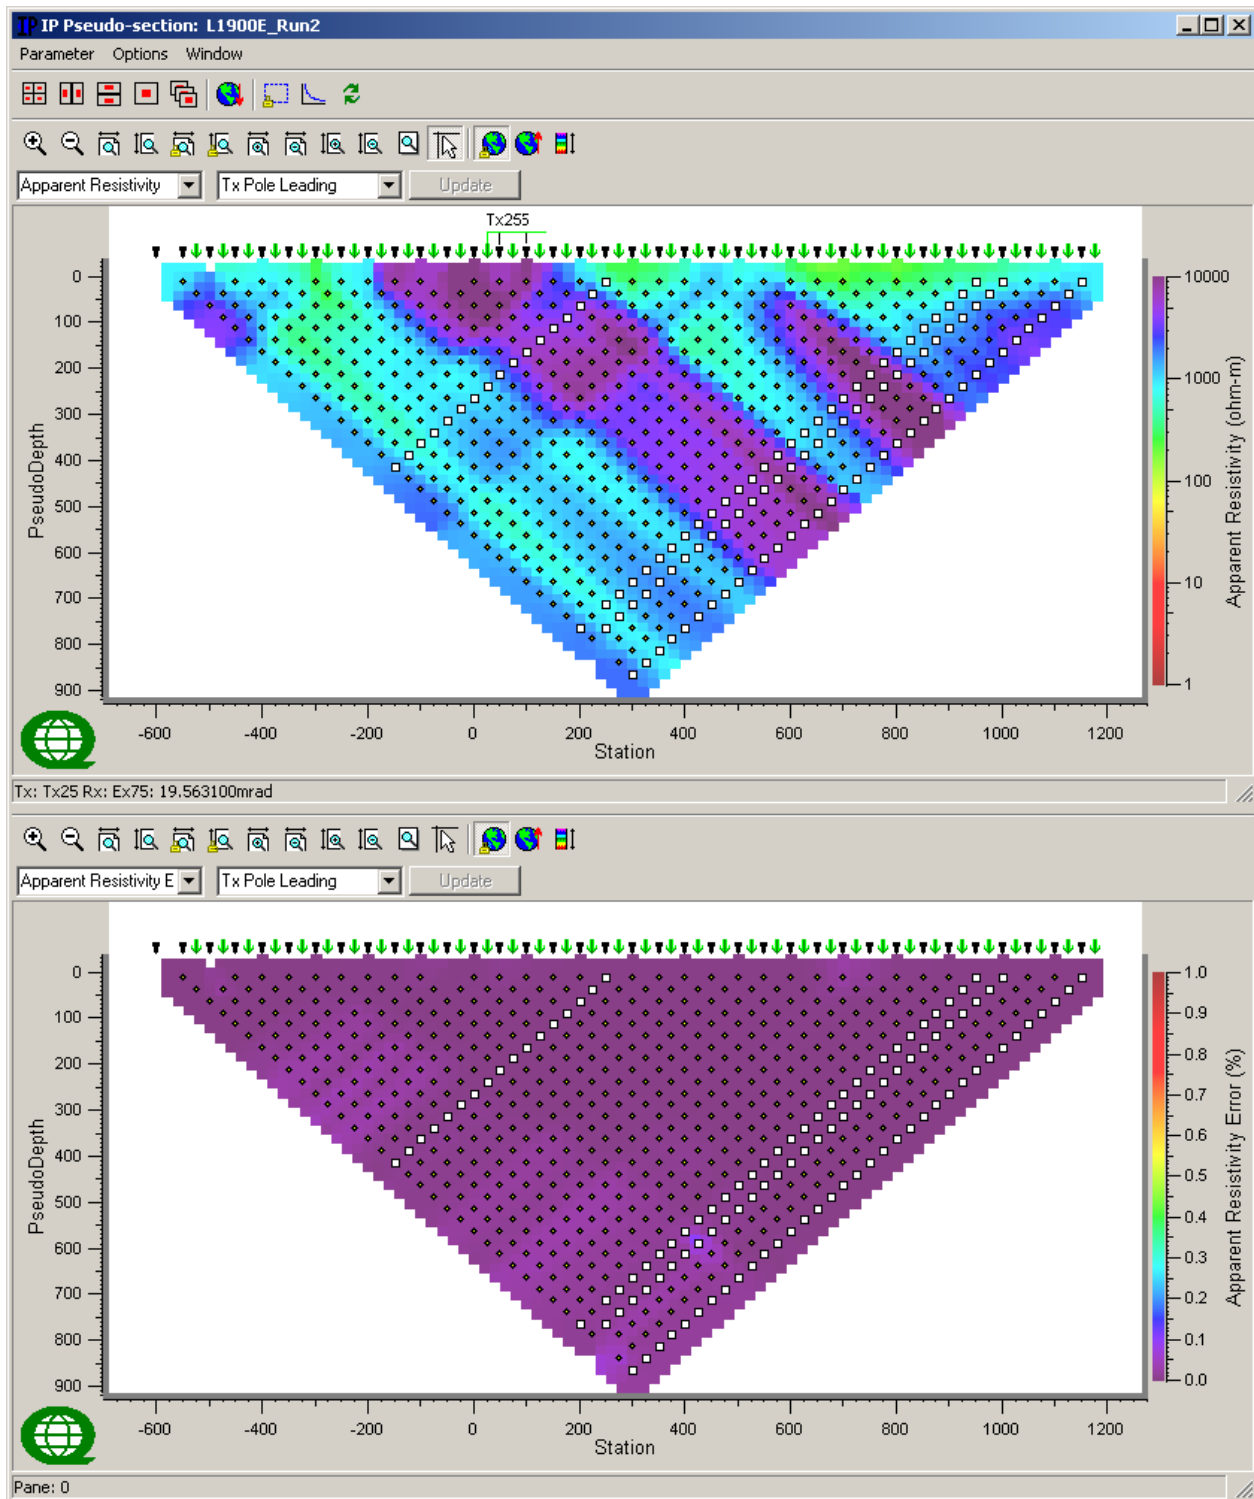 IP Pseudo-section: L1900E_Run2
Parameter Options Window
Apparent Resistivity Tx Pole Leading Update
Tx255
0
100
200
300
400
500
600
700
800
900
PseudoDepth
-600 -400 -200 0 200 400 600 800 1000 1200
Station
10000
1000
100
10
1
Apparent Resistivity (ohm-m)
Tx: Tx25 Rx: Ex75: 19.563100mrad
Apparent Resistivity E Tx Pole Leading Update
0
100
200
300
400
500
600
700
800
900
PseudoDepth
-600 -400 -200 0 200 400 600 800 1000 1200
Station
1.0
0.9
0.8
0.7
0.6
0.5
0.4
0.3
0.2
0.1
0.0
Apparent Resistivity Error (%)
Pane: 0